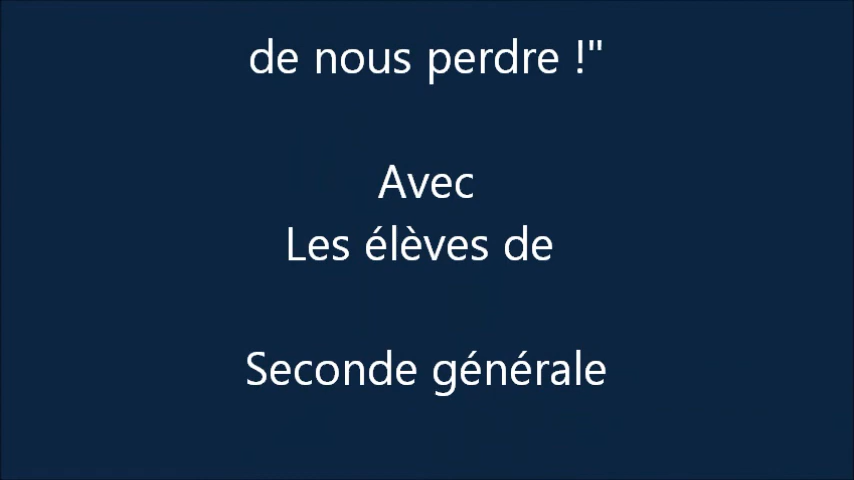 de nous perdre !"
Avec
Les élèves de
Seconde générale